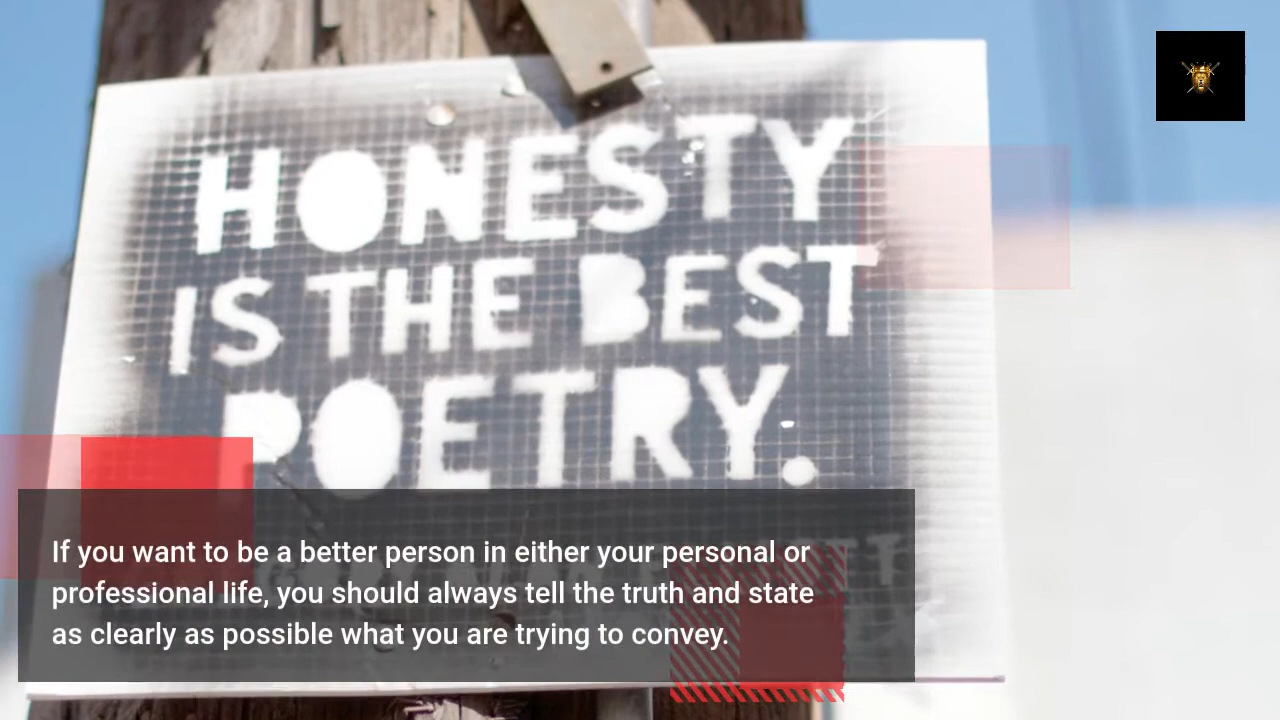 HONESTY
IS THE BEST
POETRY.
If you want to be a better person in either your personal or
professional life, you should always tell the truth and state
as clearly as possible what you are trying to convey.